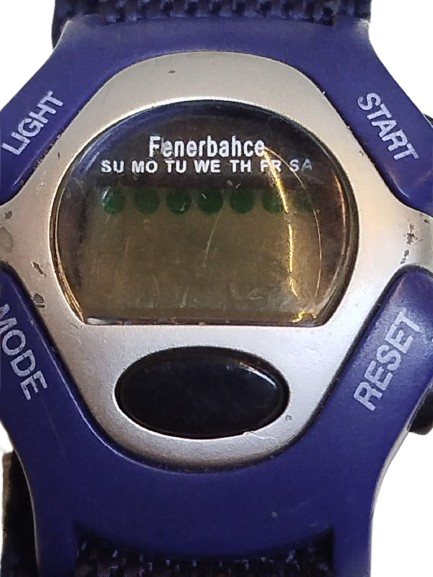 LIGHT
START
Fenerbahce
SU MO TU WE TH FR SA
MODE
RESET